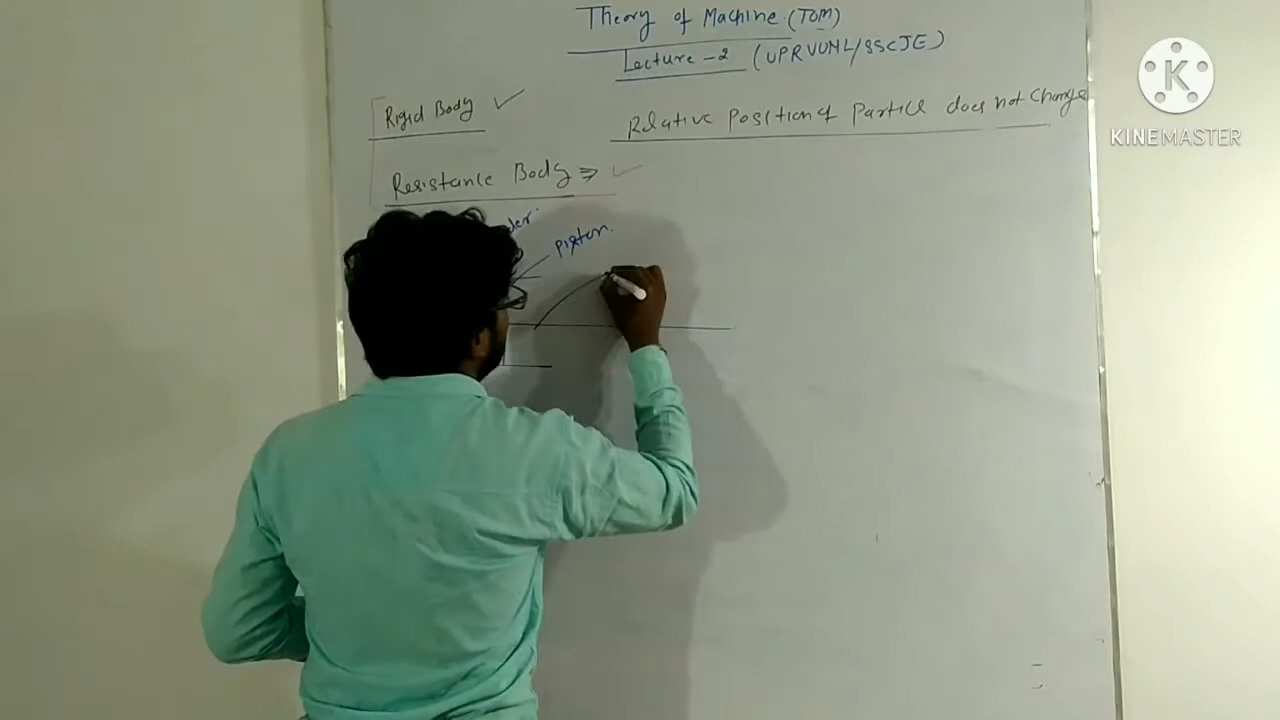 Theory of Machine (TOM)
Lecture-2 (UPRVUNL/SSCJE)
Rigid Body ✓
Relative Position of Particle does not Change
Resistance Body ⇒ ✓
piston.
K
KINEMASTER